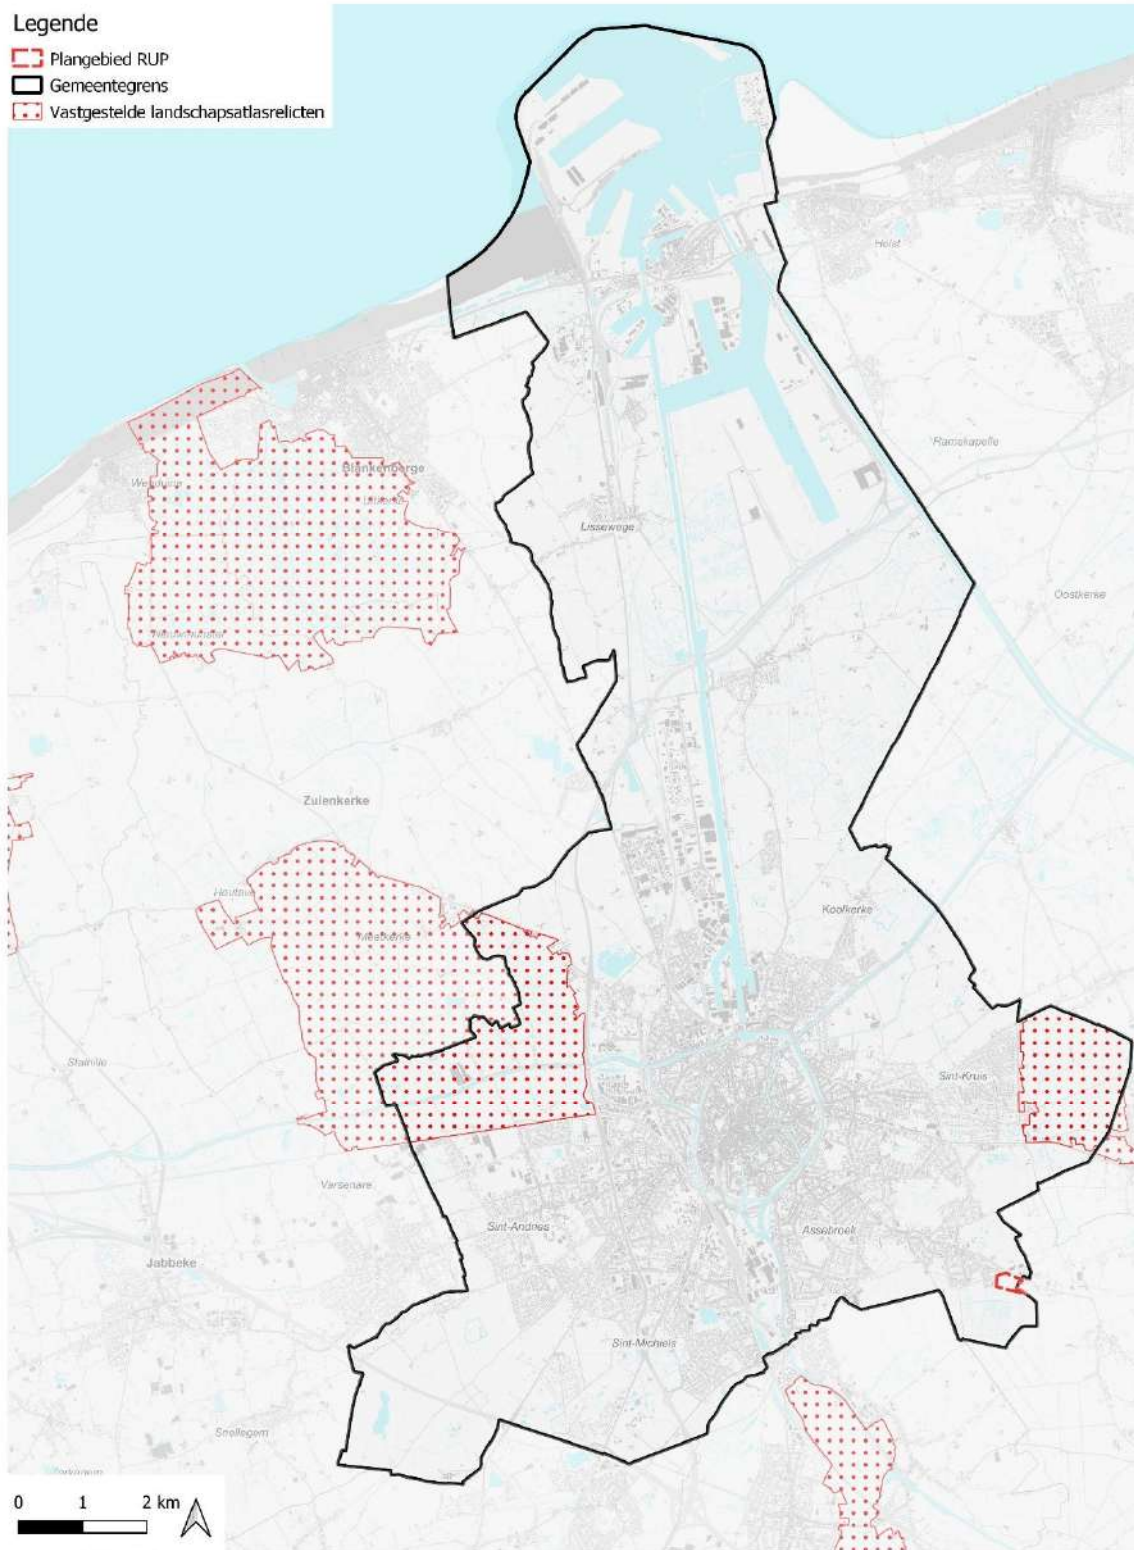 Legende
Plangebied RUP
Gemeentegrens
Vastgestelde landschapsatlasrelicten
Heist
Ramskapelle
Blankenberge
Lissewege
Oostkerke
Zuienkerke
Koolkerke
Meetkerke
Stalhille
Sint-Kruis
Varsenare
Sint-Andries
Assebroek
Jabbeke
Sint-Michiels
Snellegem
0 1 2 km